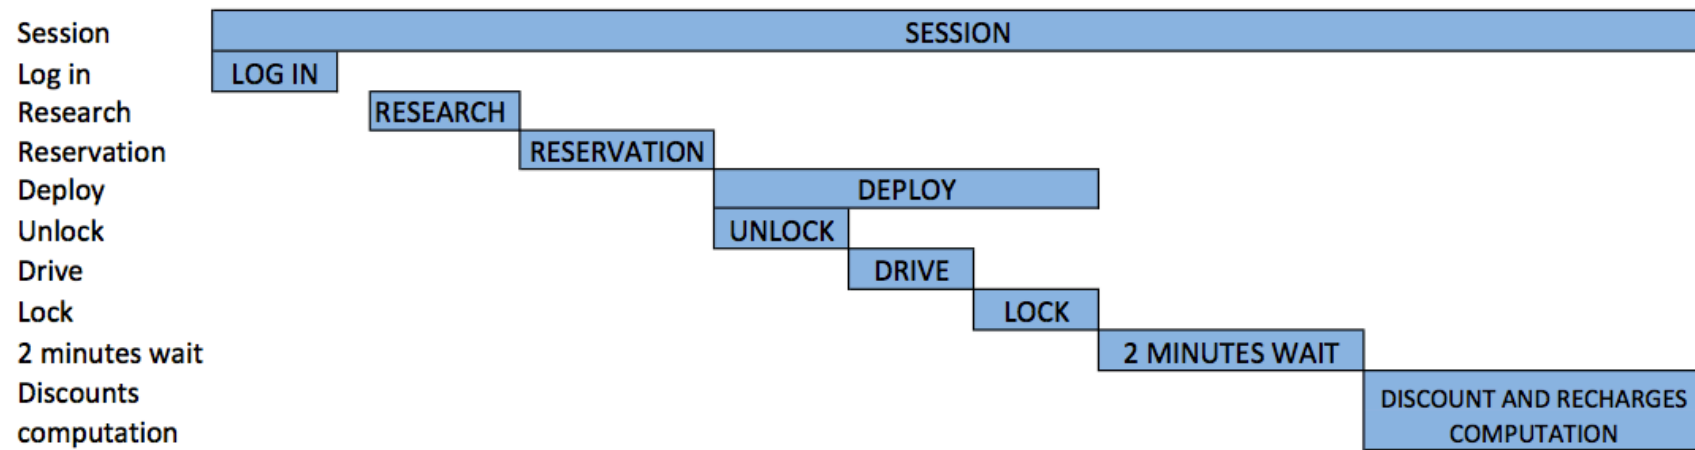 Session SESSION
Log in LOG IN
Research RESEARCH
Reservation RESERVATION
Deploy DEPLOY
Unlock UNLOCK
Drive DRIVE
Lock LOCK
2 minutes wait 2 MINUTES WAIT
Discounts DISCOUNT AND RECHARGES
computation COMPUTATION